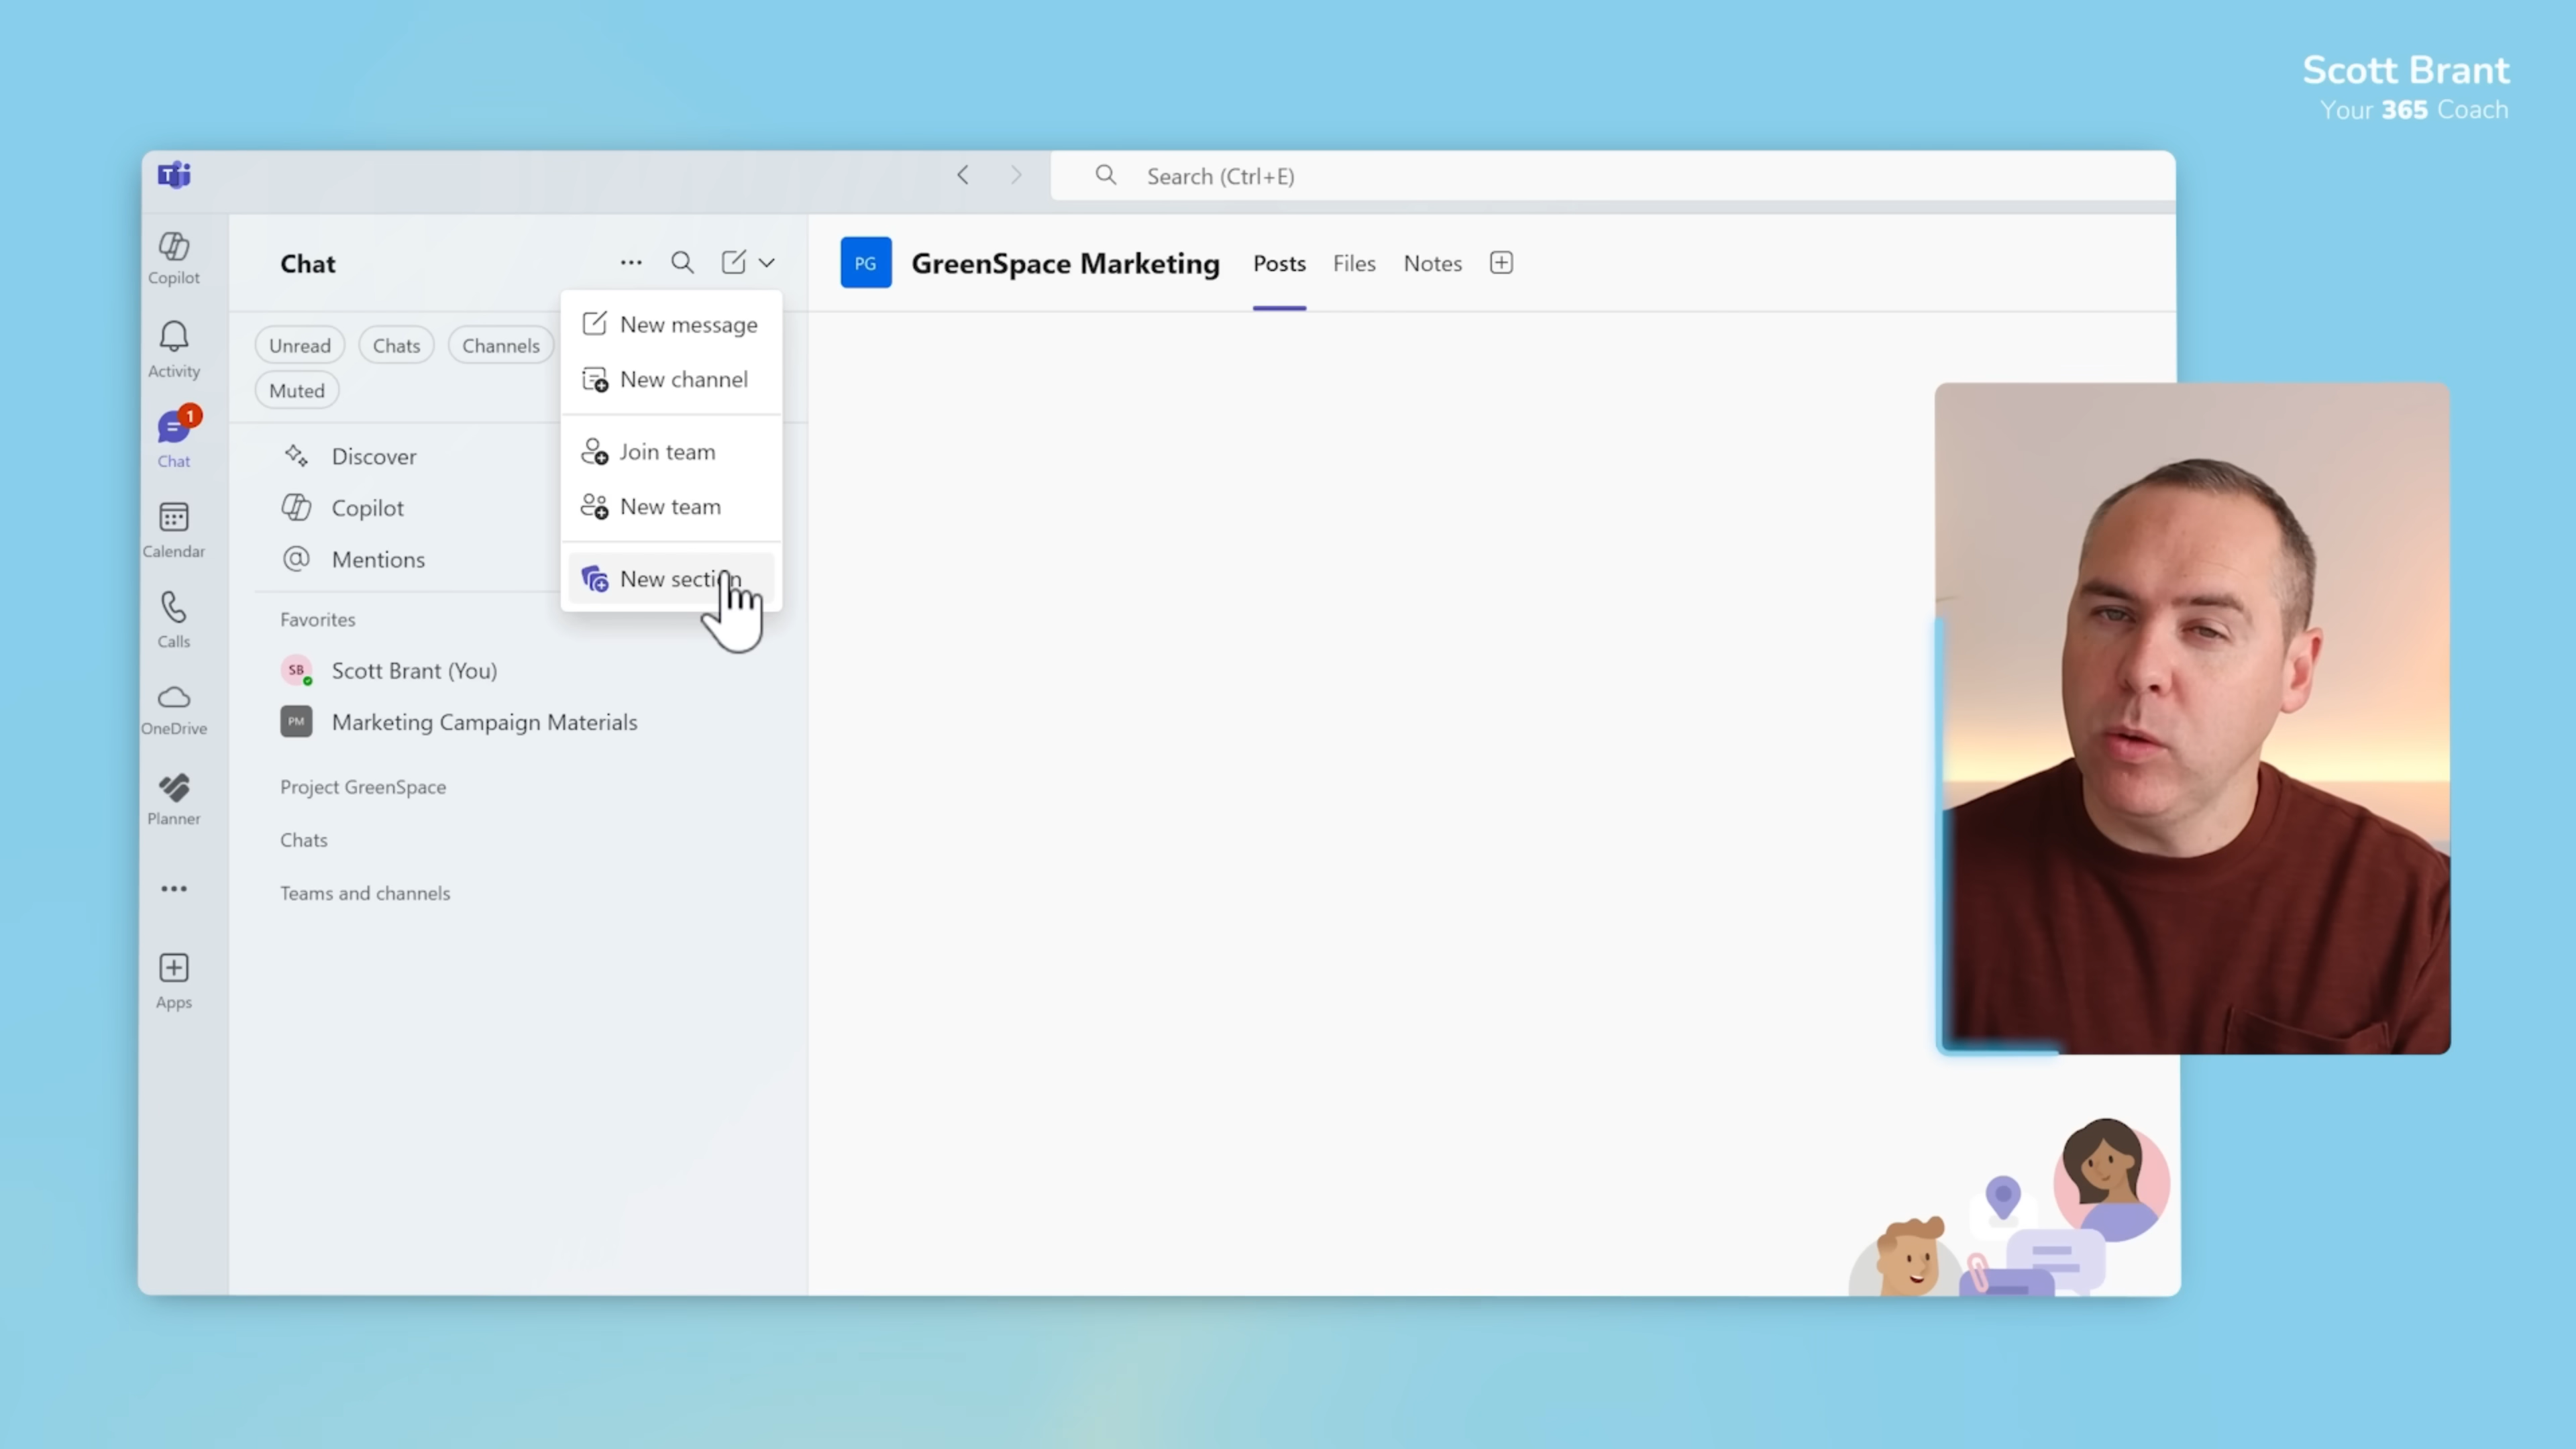 Scott Brant
Your 365 Coach
Search (Ctrl+E)
Copilot
Activity
1
Chat
Calendar
Calls
OneDrive
Planner
Apps
Chat
Unread
Chats
Channels
Muted
Discover
Copilot
@ Mentions
Favorites
SB Scott Brant (You)
PM Marketing Campaign Materials
Project GreenSpace
Chats
Teams and channels
New message
New channel
Join team
New team
New section
PG GreenSpace Marketing
Posts
Files
Notes